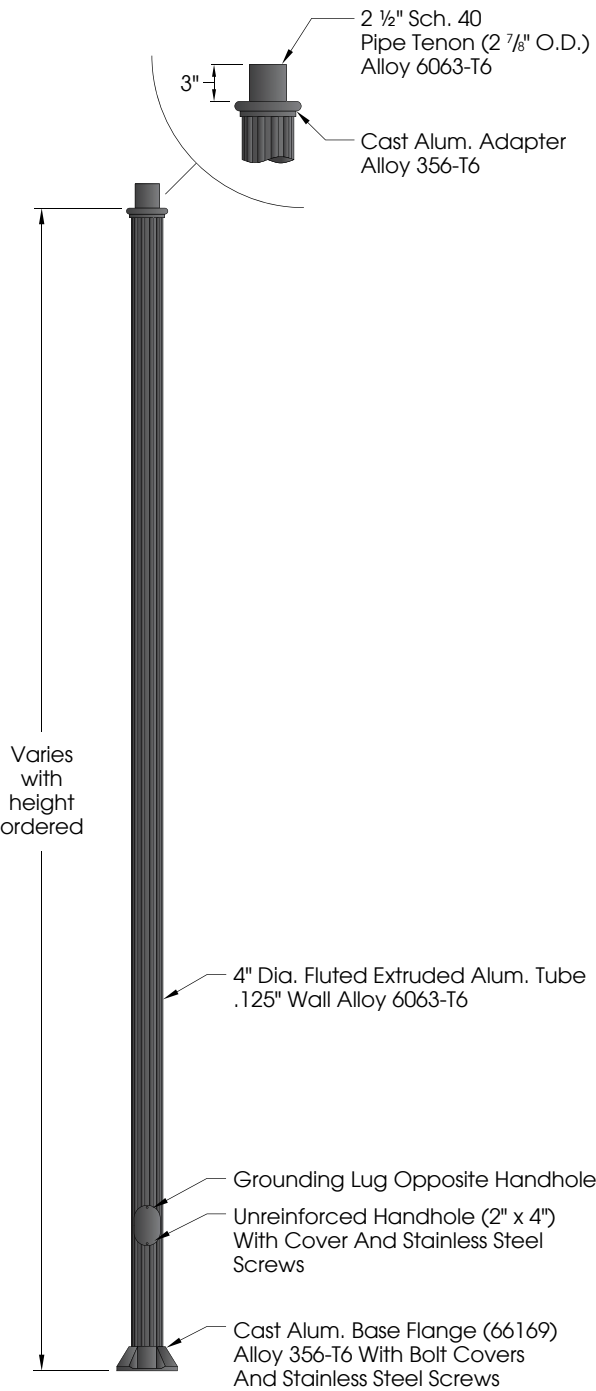 2 ½" Sch. 40
Pipe Tenon (2 ⅞" O.D.)
Alloy 6063-T6
3"
Cast Alum. Adapter
Alloy 356-T6
Varies
with
height
ordered
4" Dia. Fluted Extruded Alum. Tube
.125" Wall Alloy 6063-T6
Grounding Lug Opposite Handhole
Unreinforced Handhole (2" x 4")
With Cover And Stainless Steel
Screws
Cast Alum. Base Flange (66169)
Alloy 356-T6 With Bolt Covers
And Stainless Steel Screws